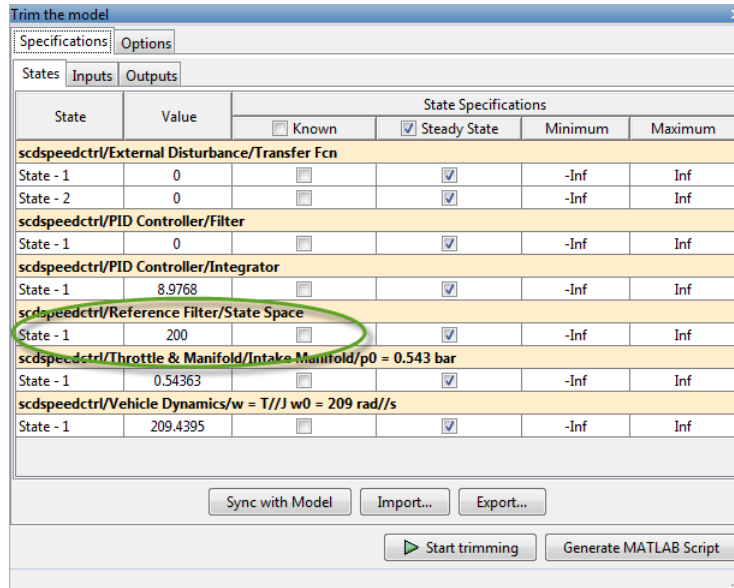 Trim the model
Specifications Options
States Inputs Outputs
State Value State Specifications
Known Steady State Minimum Maximum
scdspeedctrl/External Disturbance/Transfer Fcn
State - 1 0 -Inf Inf
State - 2 0 -Inf Inf
scdspeedctrl/PID Controller/Filter
State - 1 0 -Inf Inf
scdspeedctrl/PID Controller/Integrator
State - 1 8.9768 -Inf Inf
scdspeedctrl/Reference Filter/State Space
State - 1 200 -Inf Inf
scdspeedctrl/Throttle & Manifold/Intake Manifold/p0 = 0.543 bar
State - 1 0.54363 -Inf Inf
scdspeedctrl/Vehicle Dynamics/w = T//J w0 = 209 rad//s
State - 1 209.4395 -Inf Inf
Sync with Model Import... Export...
Start trimming Generate MATLAB Script